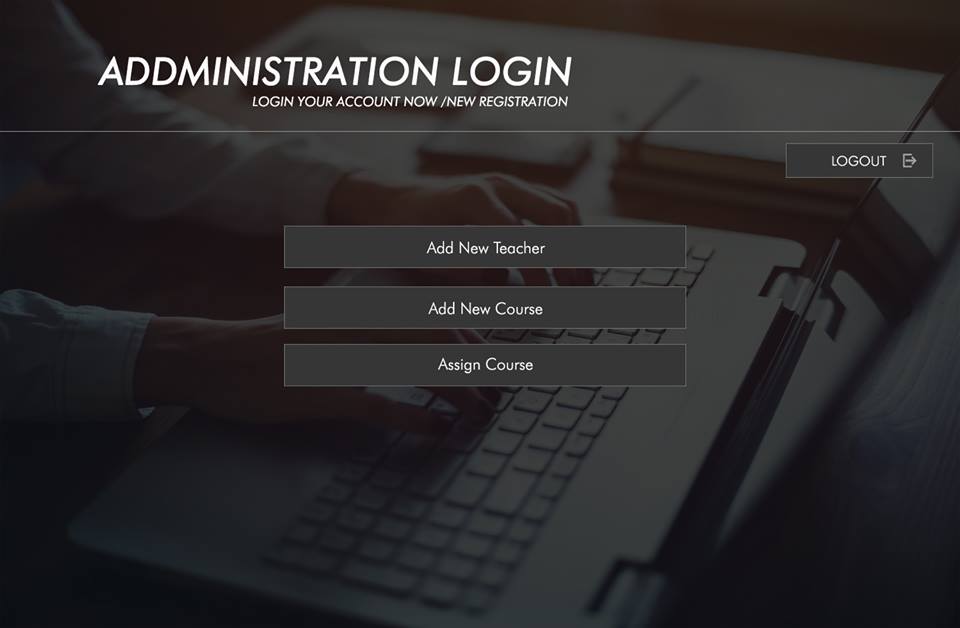 ADDMINISTRATION LOGIN
LOGIN YOUR ACCOUNT NOW /NEW REGISTRATION
LOGOUT
Add New Teacher
Add New Course
Assign Course